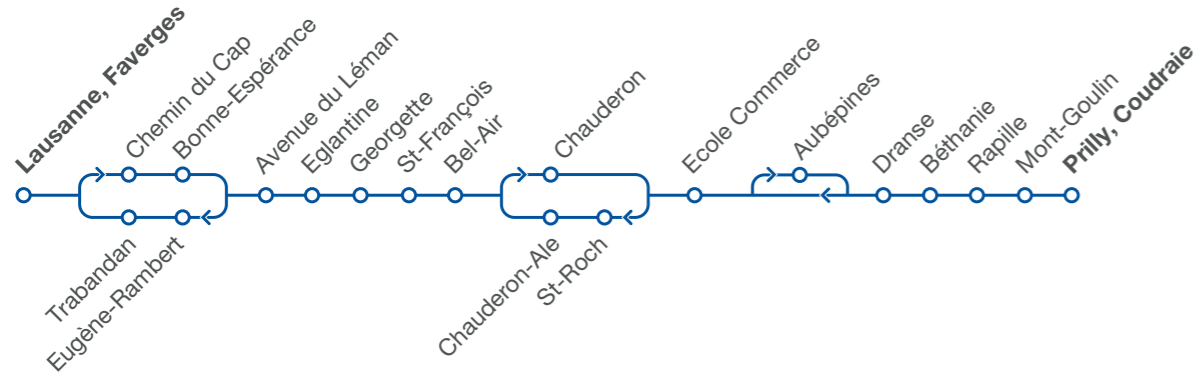 Lausanne, Faverges
Chemin du Cap
Bonne-Espérance
Trabandan
Eugène-Rambert
Avenue du Léman
Eglantine
Georgette
St-François
Bel-Air
Chauderon
Chauderon-Ale
St-Roch
Ecole Commerce
Aubépines
Dranse
Béthanie
Rapille
Mont-Goulin
Prilly, Coudraie